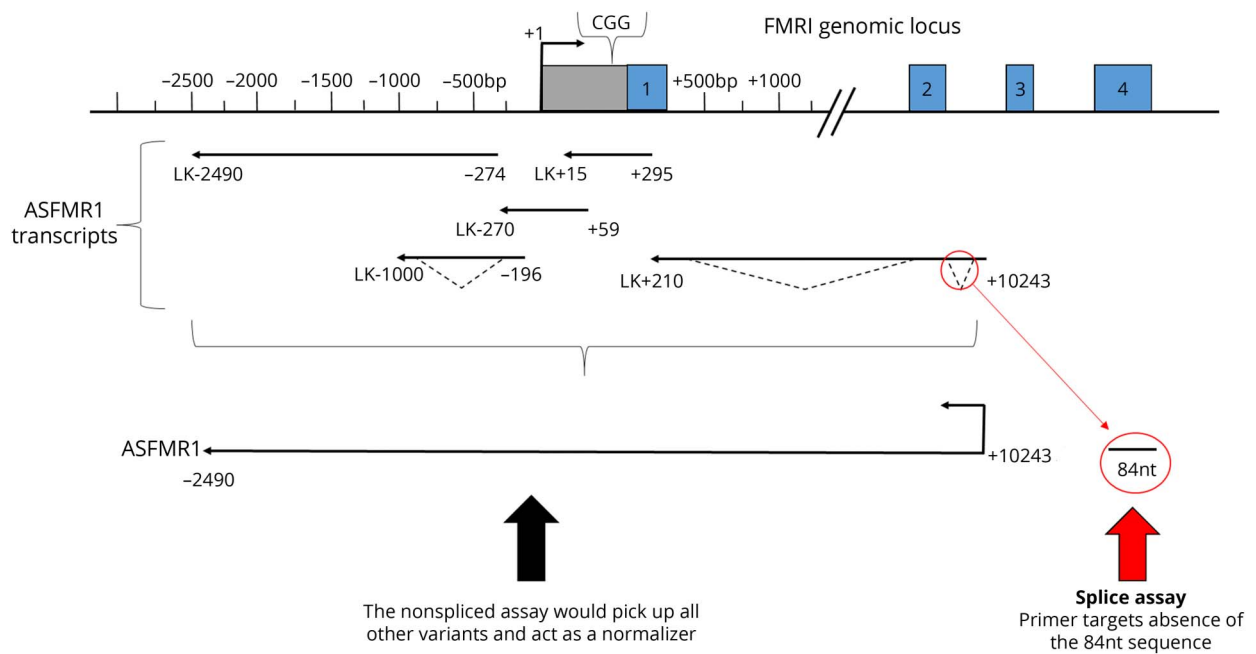 CGG
FMRI genomic locus
+1
−2500 −2000 −1500 −1000 −500bp +500bp +1000
1 2 3 4
ASFMR1
transcripts
LK-2490 −274 LK+15 +295
LK-270 +59
LK-1000 −196 LK+210 +10243
ASFMR1 +10243
−2490
84nt
The nonspliced assay would pick up all
other variants and act as a normalizer
Splice assay
Primer targets absence of
the 84nt sequence